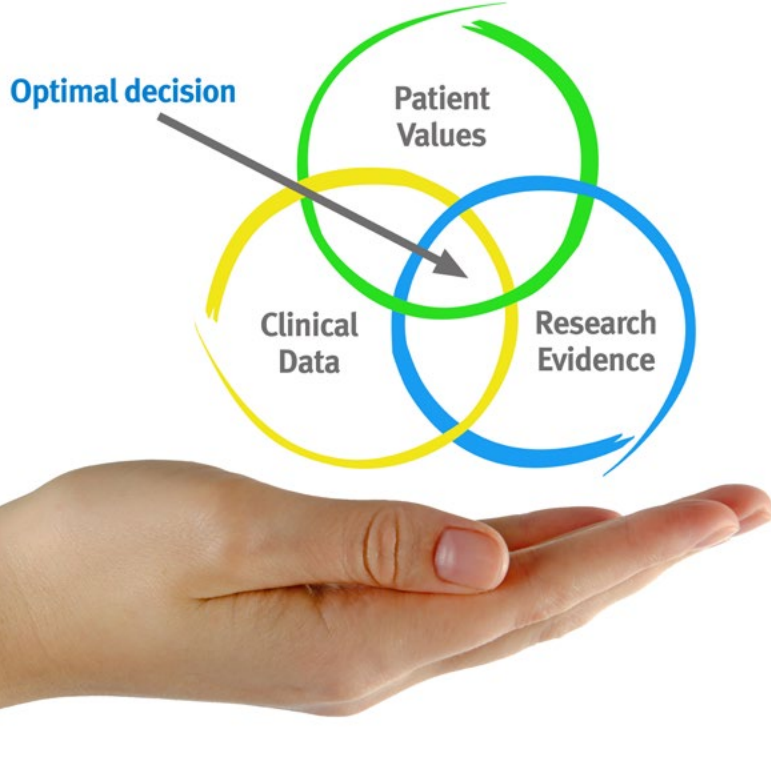 Optimal decision
Patient
Values
Clinical
Data
Research
Evidence